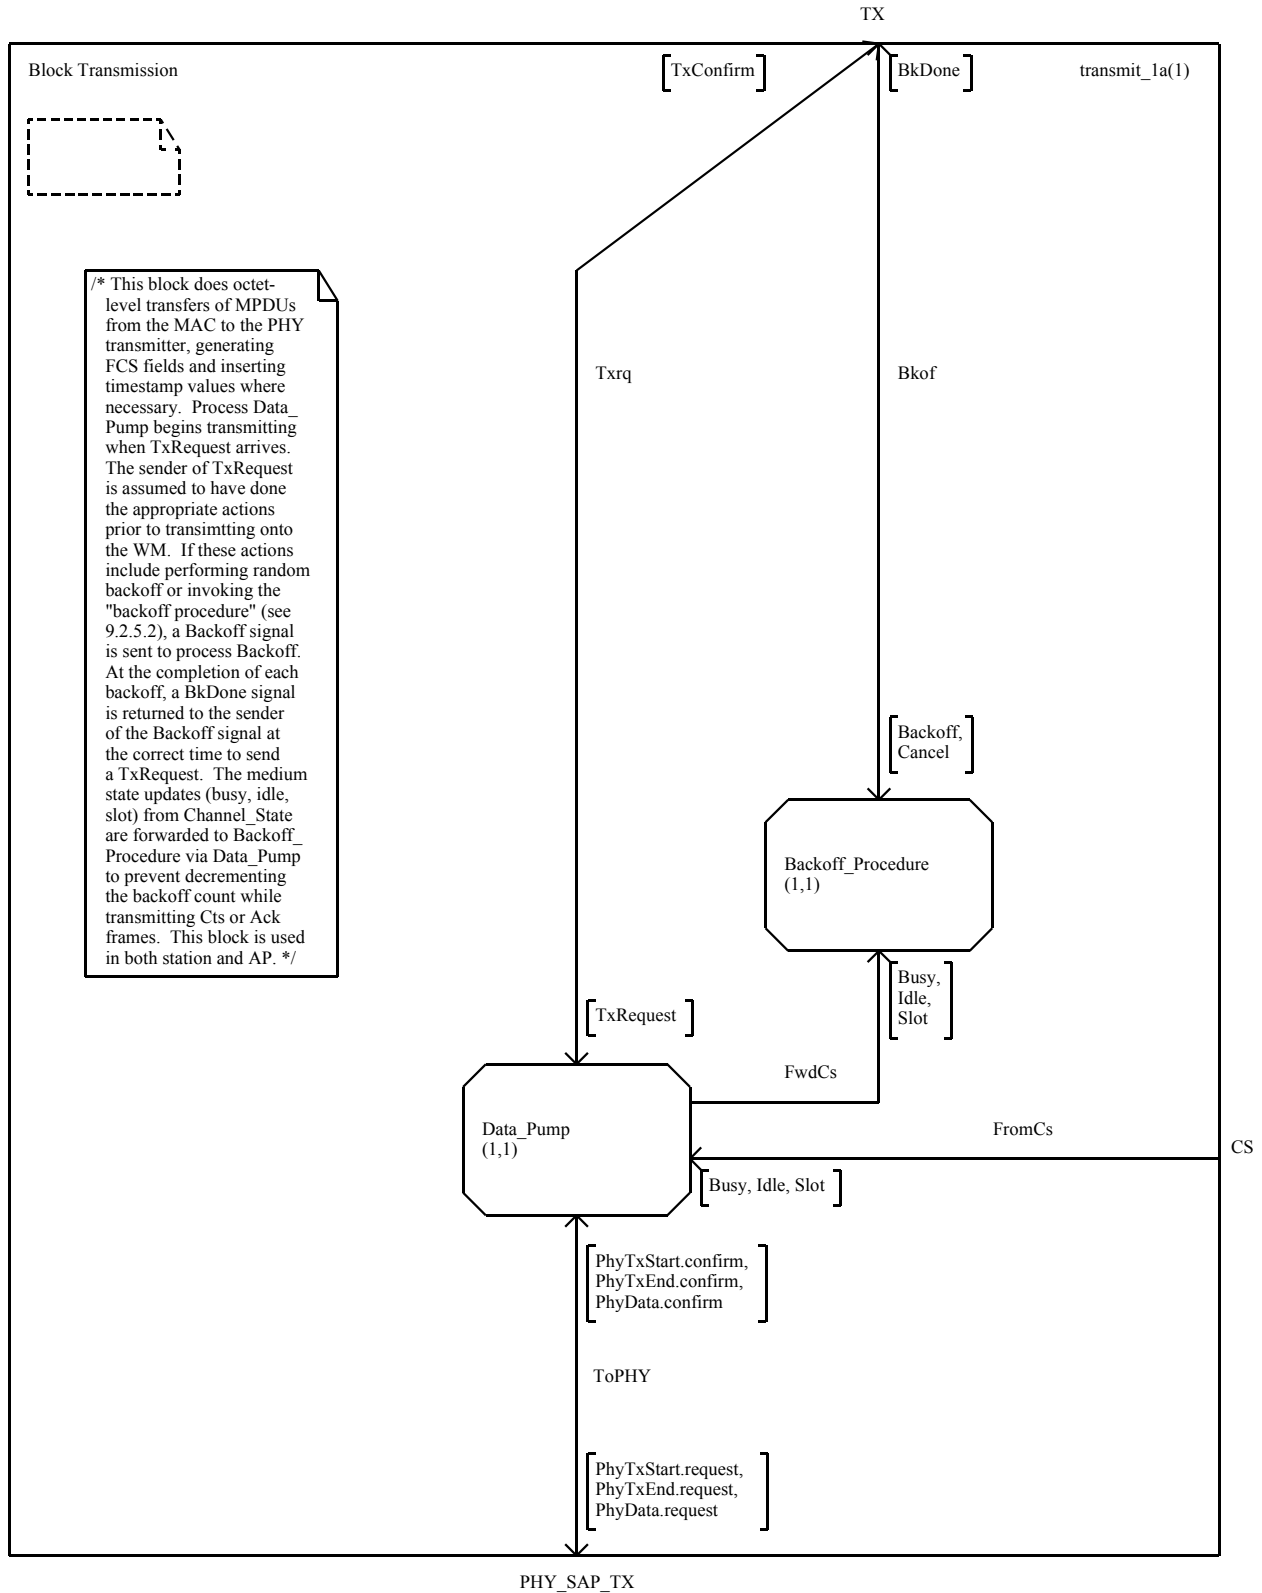 TX
Block Transmission
TxConfirm
BkDone
transmit_1a(1)
/* This block does octet-
level transfers of MPDUs
from the MAC to the PHY
transmitter, generating
FCS fields and inserting
timestamp values where
necessary.  Process Data_
Pump begins transmitting
when TxRequest arrives.
The sender of TxRequest
is assumed to have done
the appropriate actions
prior to transimtting onto
the WM.  If these actions
include performing random
backoff or invoking the
"backoff procedure" (see
9.2.5.2), a Backoff signal
is sent to process Backoff.
At the completion of each
backoff, a BkDone signal
is returned to the sender
of the Backoff signal at
the correct time to send
a TxRequest.  The medium
state updates (busy, idle,
slot) from Channel_State
are forwarded to Backoff_
Procedure via Data_Pump
to prevent decrementing
the backoff count while
transmitting Cts or Ack
frames.  This block is used
in both station and AP. */
Txrq
Bkof
Backoff,
Cancel
Backoff_Procedure
(1,1)
Busy,
Idle,
Slot
TxRequest
FwdCs
Data_Pump
(1,1)
FromCs
CS
Busy, Idle, Slot
PhyTxStart.confirm,
PhyTxEnd.confirm,
PhyData.confirm
ToPHY
PhyTxStart.request,
PhyTxEnd.request,
PhyData.request
PHY_SAP_TX